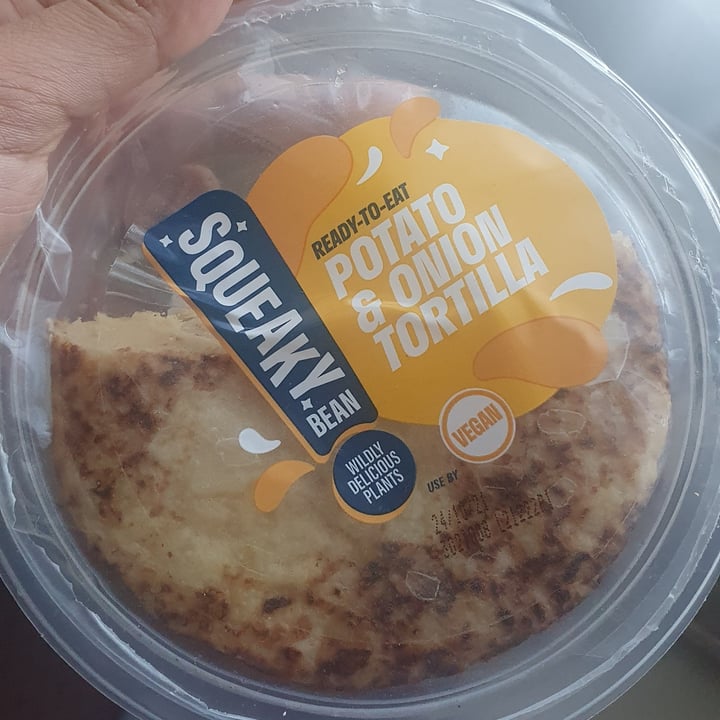 READY-TO-EAT
POTATO
& ONION
TORTILLA
SQUEAKY
BEAN
WILDLY
DELICIOUS
PLANTS
VEGAN
USE BY